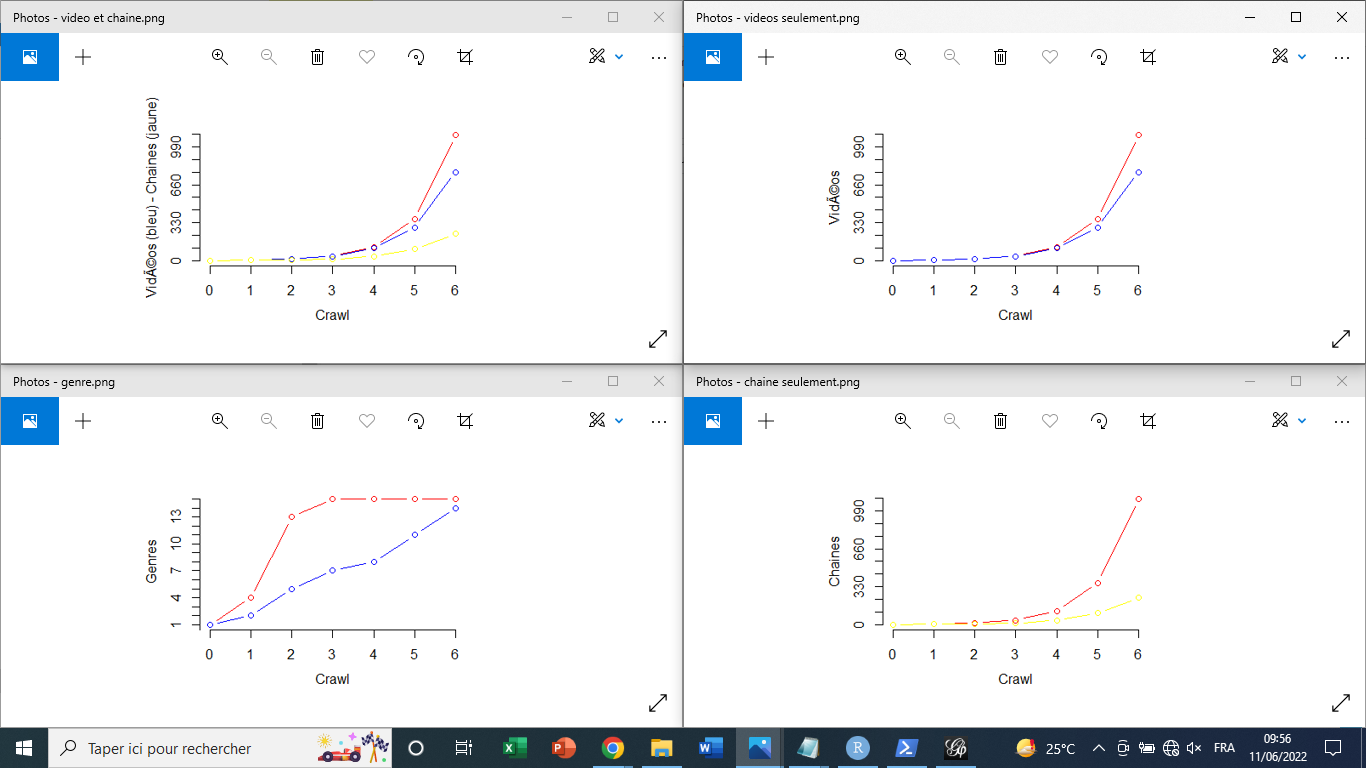 Photos - video et chaine.png
VidÃ©os (bleu) - Chaines (jaune)
990
660
330
0
0 1 2 3 4 5 6
Crawl
Photos - videos seulement.png
VidÃ©os
990
660
330
0
0 1 2 3 4 5 6
Crawl
Photos - genre.png
Genres
13
10
7
4
1
0 1 2 3 4 5 6
Crawl
Photos - chaine seulement.png
Chaines
990
660
330
0
0 1 2 3 4 5 6
Crawl
Taper ici pour rechercher
25°C
FRA
09:56
11/06/2022